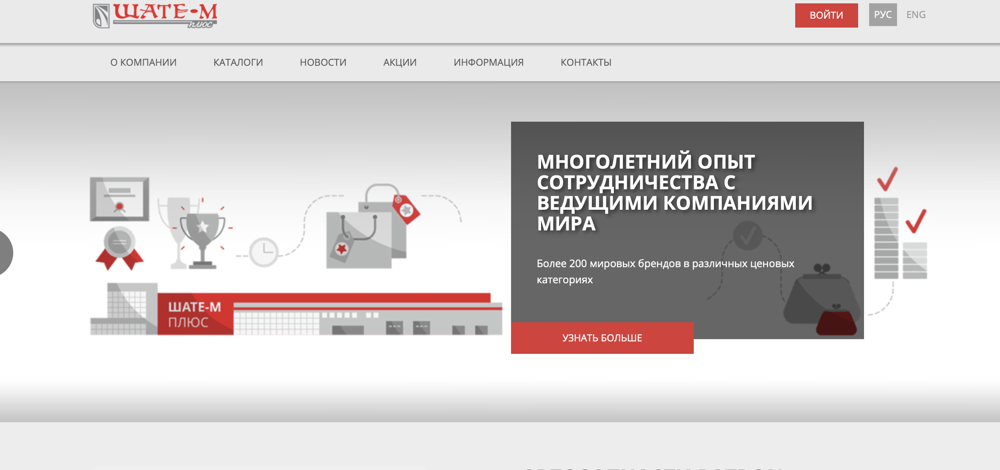 ШАТЕ-М
плюс
ВОЙТИ
РУС
ENG
О КОМПАНИИ
КАТАЛОГИ
НОВОСТИ
АКЦИИ
ИНФОРМАЦИЯ
КОНТАКТЫ
МНОГОЛЕТНИЙ ОПЫТ
СОТРУДНИЧЕСТВА С
ВЕДУЩИМИ КОМПАНИЯМИ
МИРА
Более 200 мировых брендов в различных ценовых
категориях
ШАТЕ-М
ПЛЮС
УЗНАТЬ БОЛЬШЕ